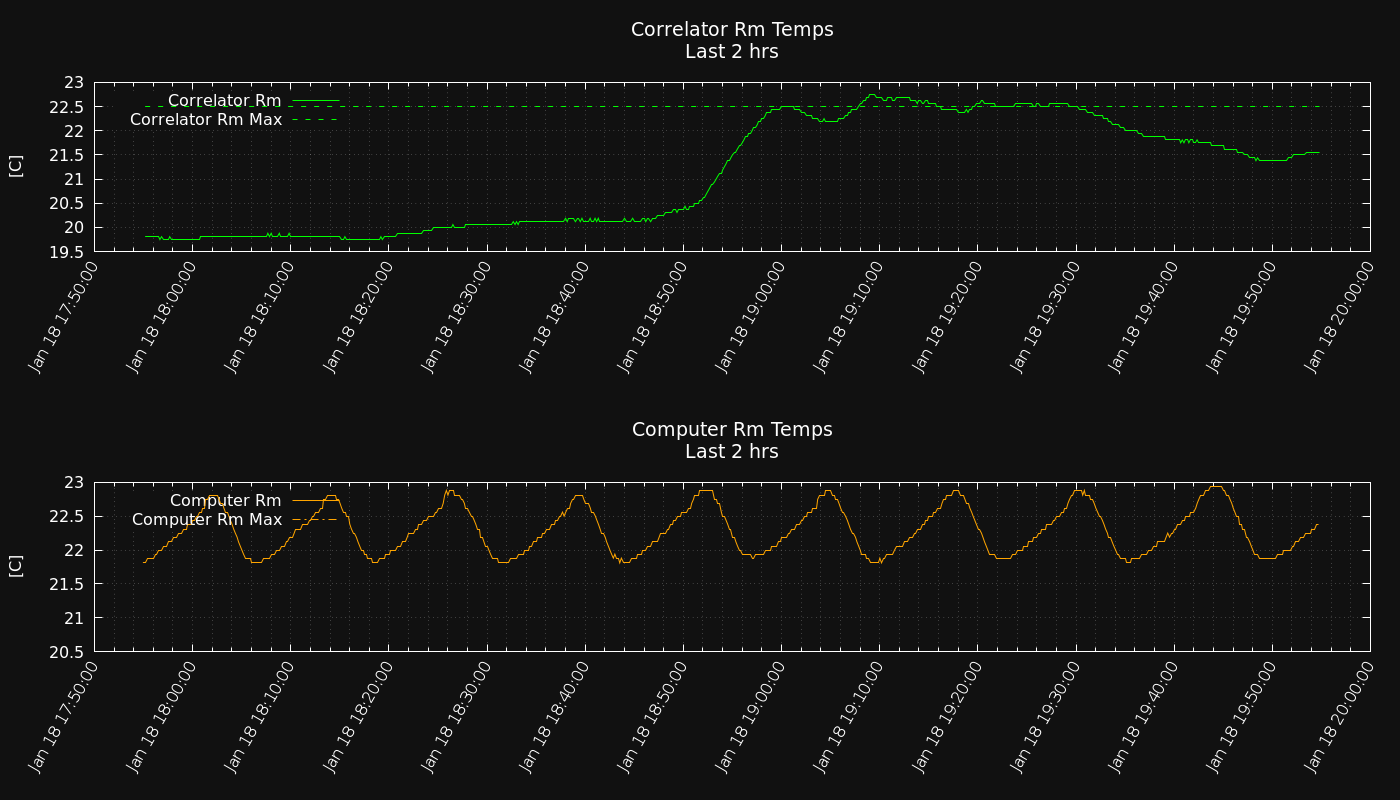 Correlator Rm Temps
Last 2 hrs
23
22.5
22
21.5
21
20.5
20
19.5
[C]
Correlator Rm
Correlator Rm Max
Jan 18 17:50:00
Jan 18 18:00:00
Jan 18 18:10:00
Jan 18 18:20:00
Jan 18 18:30:00
Jan 18 18:40:00
Jan 18 18:50:00
Jan 18 19:00:00
Jan 18 19:10:00
Jan 18 19:20:00
Jan 18 19:30:00
Jan 18 19:40:00
Jan 18 19:50:00
Jan 18 20:00:00
Computer Rm Temps
Last 2 hrs
23
22.5
22
21.5
21
20.5
[C]
Computer Rm
Computer Rm Max
Jan 18 17:50:00
Jan 18 18:00:00
Jan 18 18:10:00
Jan 18 18:20:00
Jan 18 18:30:00
Jan 18 18:40:00
Jan 18 18:50:00
Jan 18 19:00:00
Jan 18 19:10:00
Jan 18 19:20:00
Jan 18 19:30:00
Jan 18 19:40:00
Jan 18 19:50:00
Jan 18 20:00:00